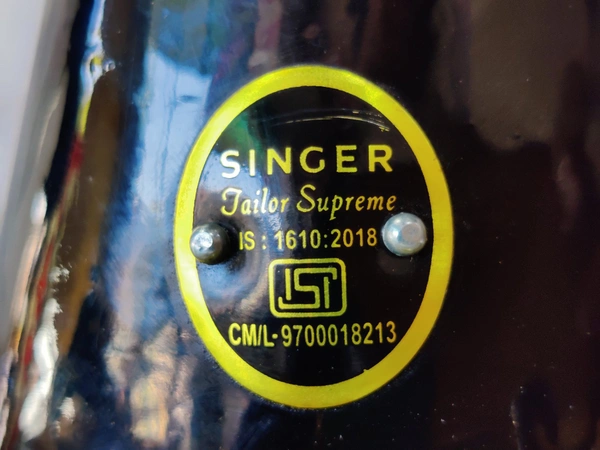 SINGER
Tailor Supreme
IS : 1610:2018
ISI
CM/L-9700018213